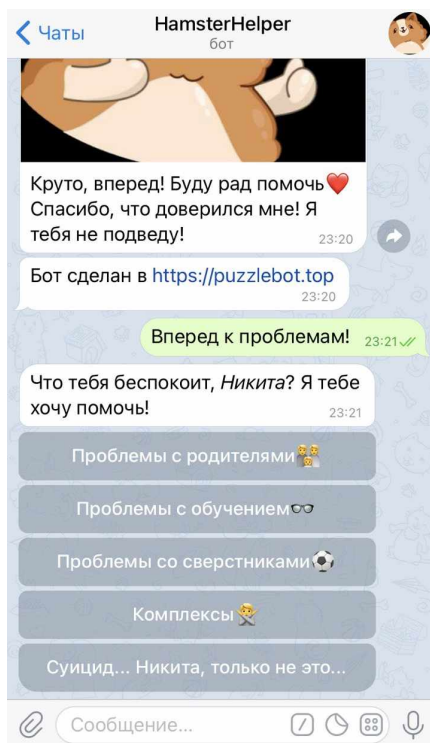 Чаты
HamsterHelper
бот
Круто, вперед! Буду рад помочь❤️
Спасибо, что доверился мне! Я
тебя не подведу!
23:20
Бот сделан в https://puzzlebot.top
23:20
Вперед к проблемам!
23:21
Что тебя беспокоит, Никита? Я тебе
хочу помочь!
23:21
Проблемы с родителями
Проблемы с обучением
Проблемы со сверстниками
Комплексы
Суицид... Никита, только не это...
Сообщение...